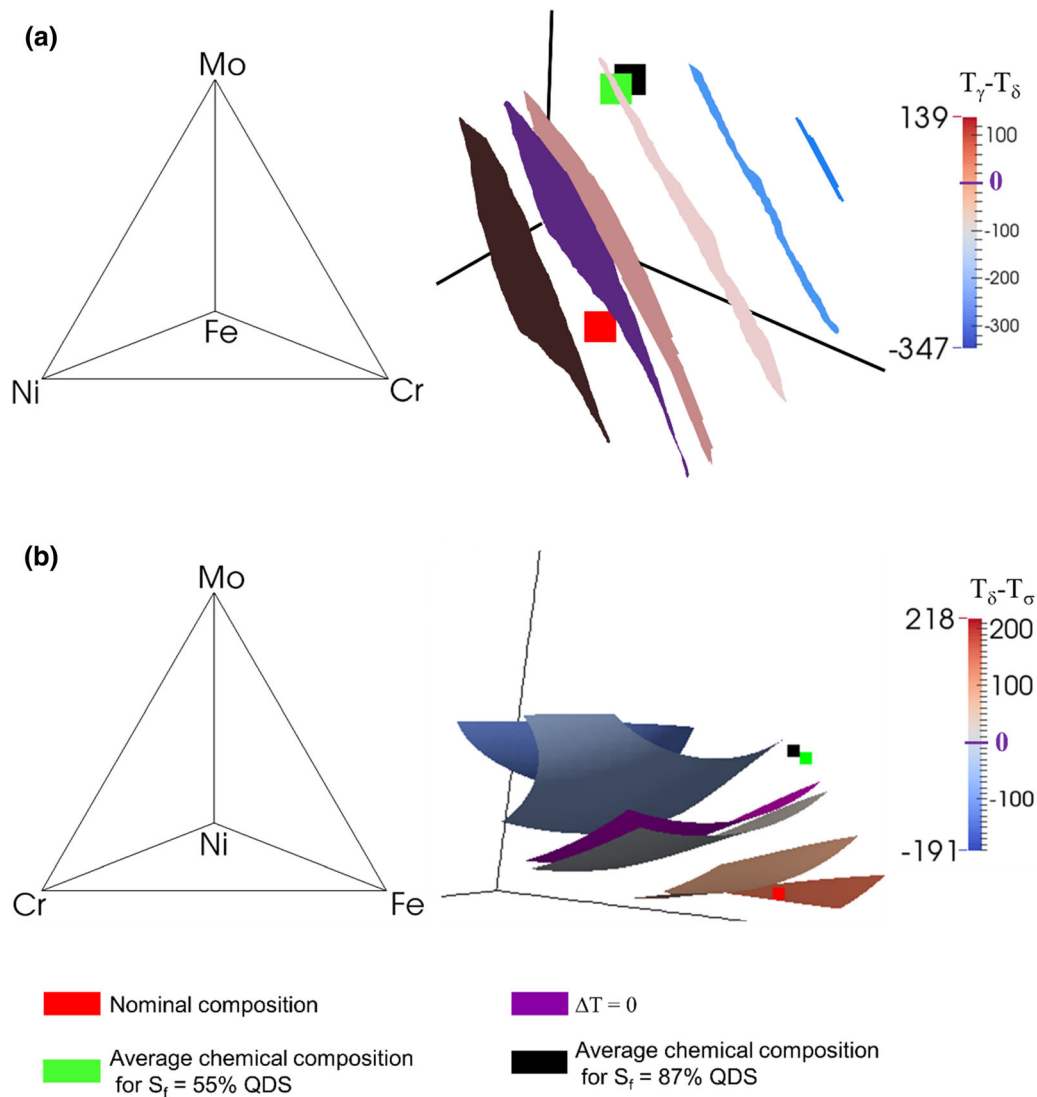 (a)
Mo
Fe
Ni
Cr
Tγ-Tδ
139
100
0
-100
-200
-300
-347
(b)
Mo
Ni
Cr
Fe
Tδ-Tσ
218
200
100
0
-100
-191
Nominal composition
ΔT = 0
Average chemical composition
for Sf = 55% QDS
Average chemical composition
for Sf = 87% QDS